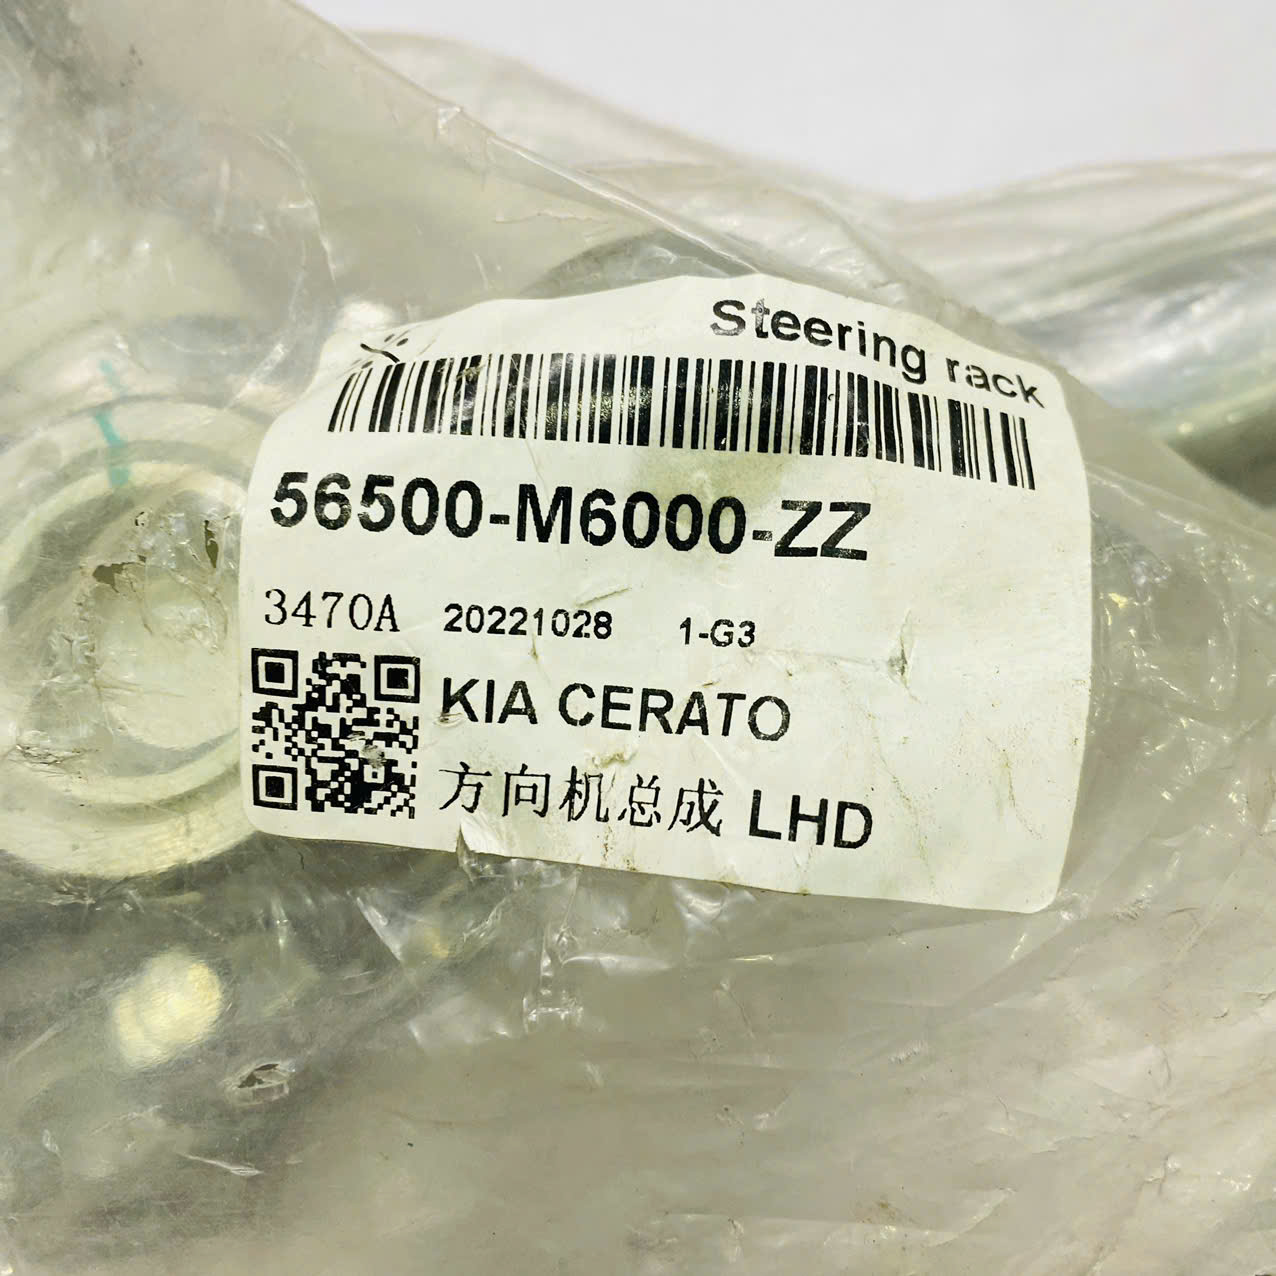 Steering rack
56500-M6000-ZZ
3470A 20221028 1-G3
KIA CERATO
方向机总成 LHD